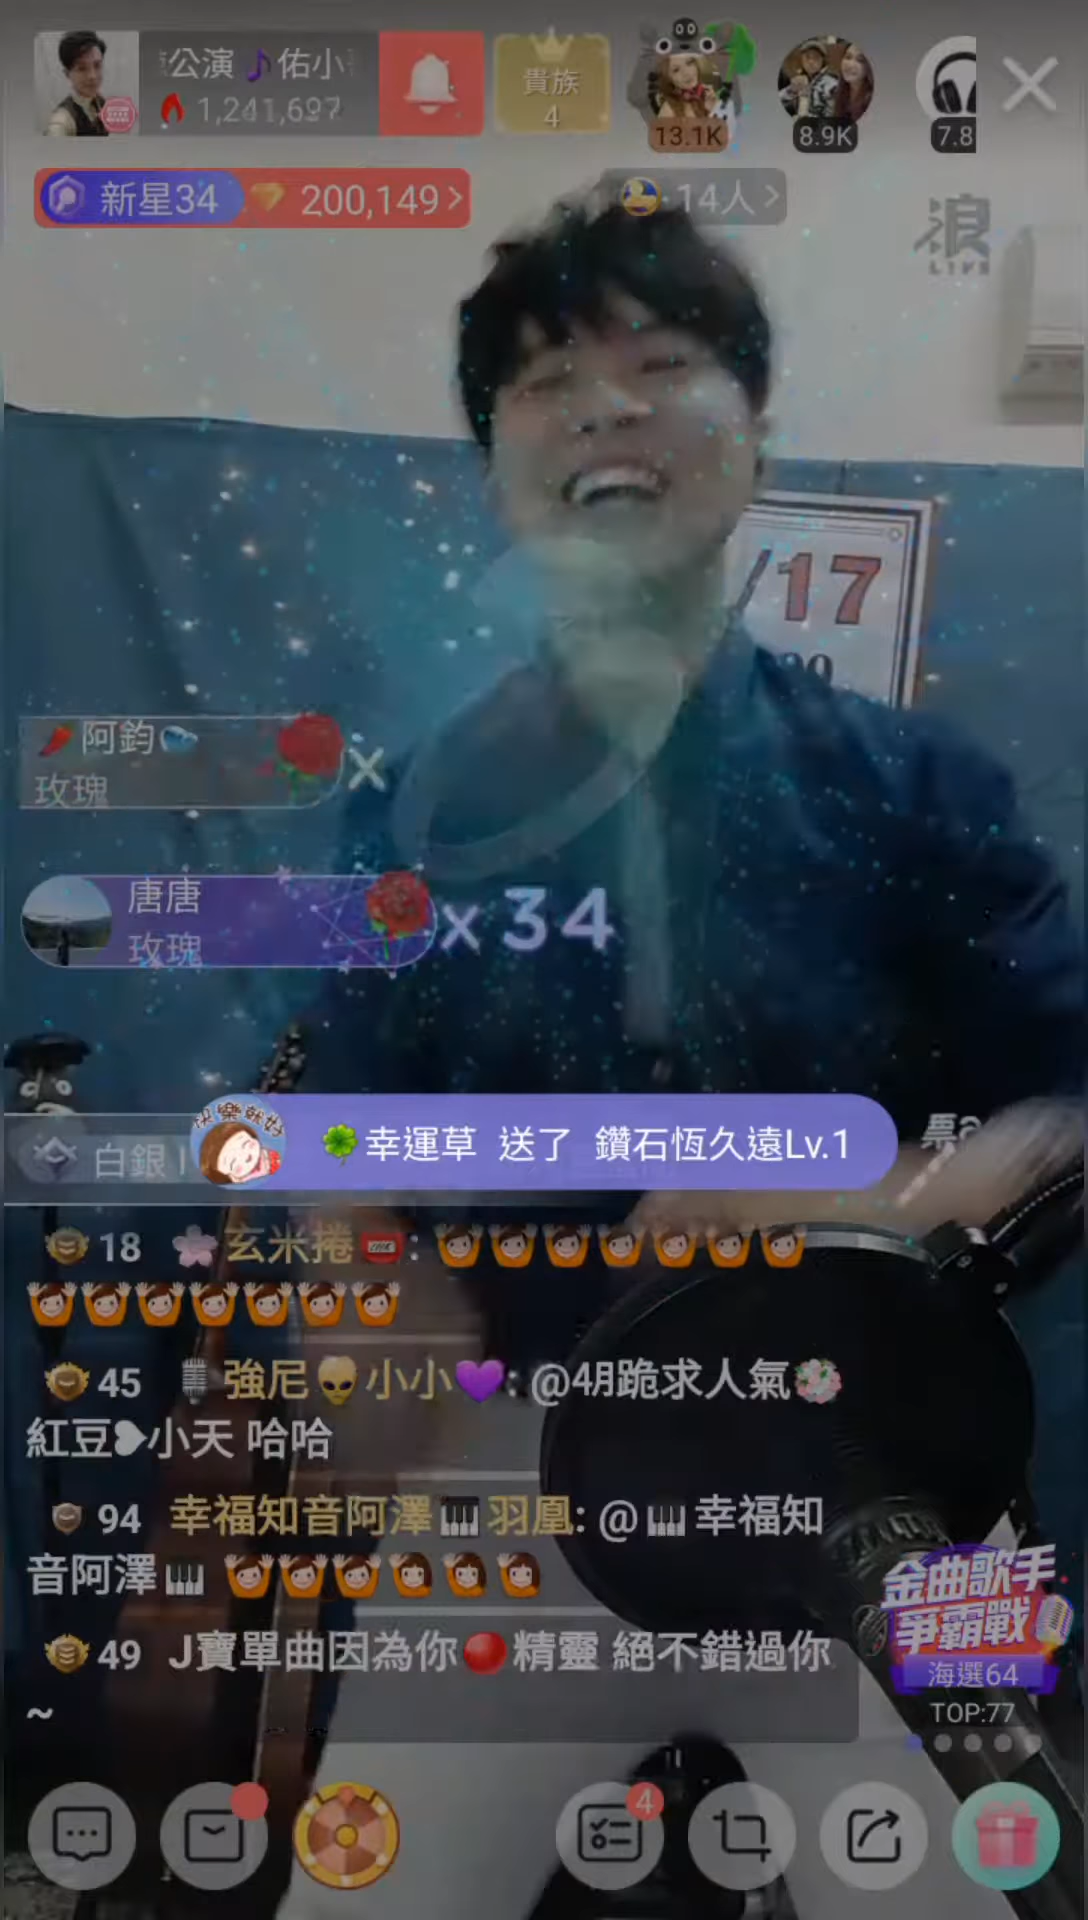 公演🎵佑小
1,241,697
貴族
4
13.1K
8.9K
7.8
新星34
200,149
14人
浪
LIVE
/17
阿鈞
玫瑰
唐唐
玫瑰
x 34
快樂就好
🍀幸運草 送了 鑽石恆久遠Lv.1
白銀
18 🌸玄米捲: 🙆🙆🙆🙆🙆🙆🙆
🙆🙆🙆🙆🙆🙆🙆
45 強尼👽小小💜: @4月跪求人氣💐
紅豆❥小天 哈哈
94 幸福知音阿澤🎹羽凰: @🎹幸福知
音阿澤🎹 🙆🙆🙆🙋🙋🙋
49 J寶單曲因為你🔴精靈 絕不錯過你
~
金曲歌手
爭霸戰
海選64
TOP:77
4